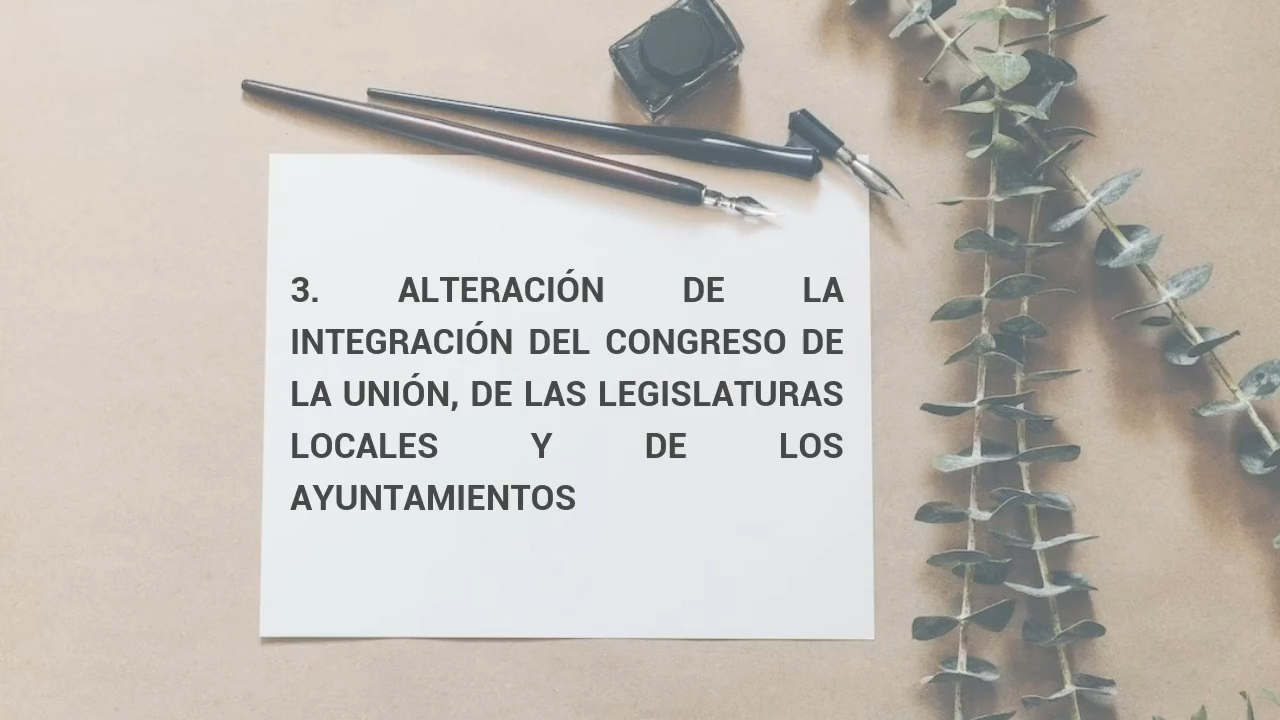 3. ALTERACIÓN DE LA
INTEGRACIÓN DEL CONGRESO DE
LA UNIÓN, DE LAS LEGISLATURAS
LOCALES Y DE LOS
AYUNTAMIENTOS